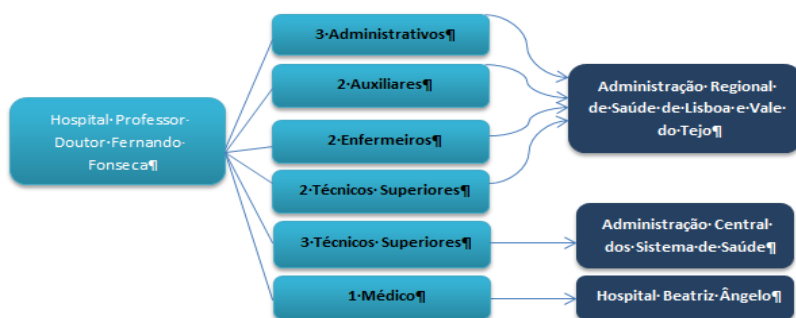 Hospital·Professor·
Doutor·Fernando·
Fonseca¶
3·Administrativos¶
2·Auxiliares¶
2·Enfermeiros¶
2·Técnicos·Superiores¶
3·Técnicos·Superiores¶
1·Médico¶
Administração·Regional·
de·Saúde·de·Lisboa·e·Vale·
do·Tejo¶
Administração·Central·
dos·Sistema·de·Saúde¶
Hospital·Beatriz·Ângelo¶